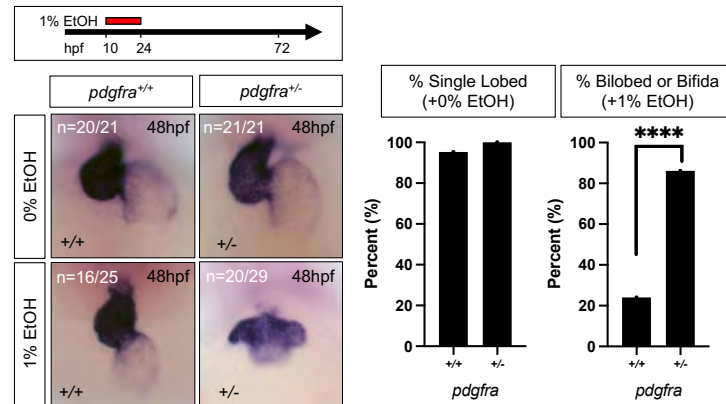 1% EtOH
hpf 10 24 72
pdgfra+/+ pdgfra+/-
0% EtOH
n=20/21 48hpf
+/+
n=21/21 48hpf
+/-
1% EtOH
n=16/25 48hpf
+/+
n=20/29 48hpf
+/-
% Single Lobed
(+0% EtOH)
Percent (%)
100
80
60
40
20
0
+/+ +/-
pdgfra
% Bilobed or Bifida
(+1% EtOH)
****
Percent (%)
100
80
60
40
20
0
+/+ +/-
pdgfra